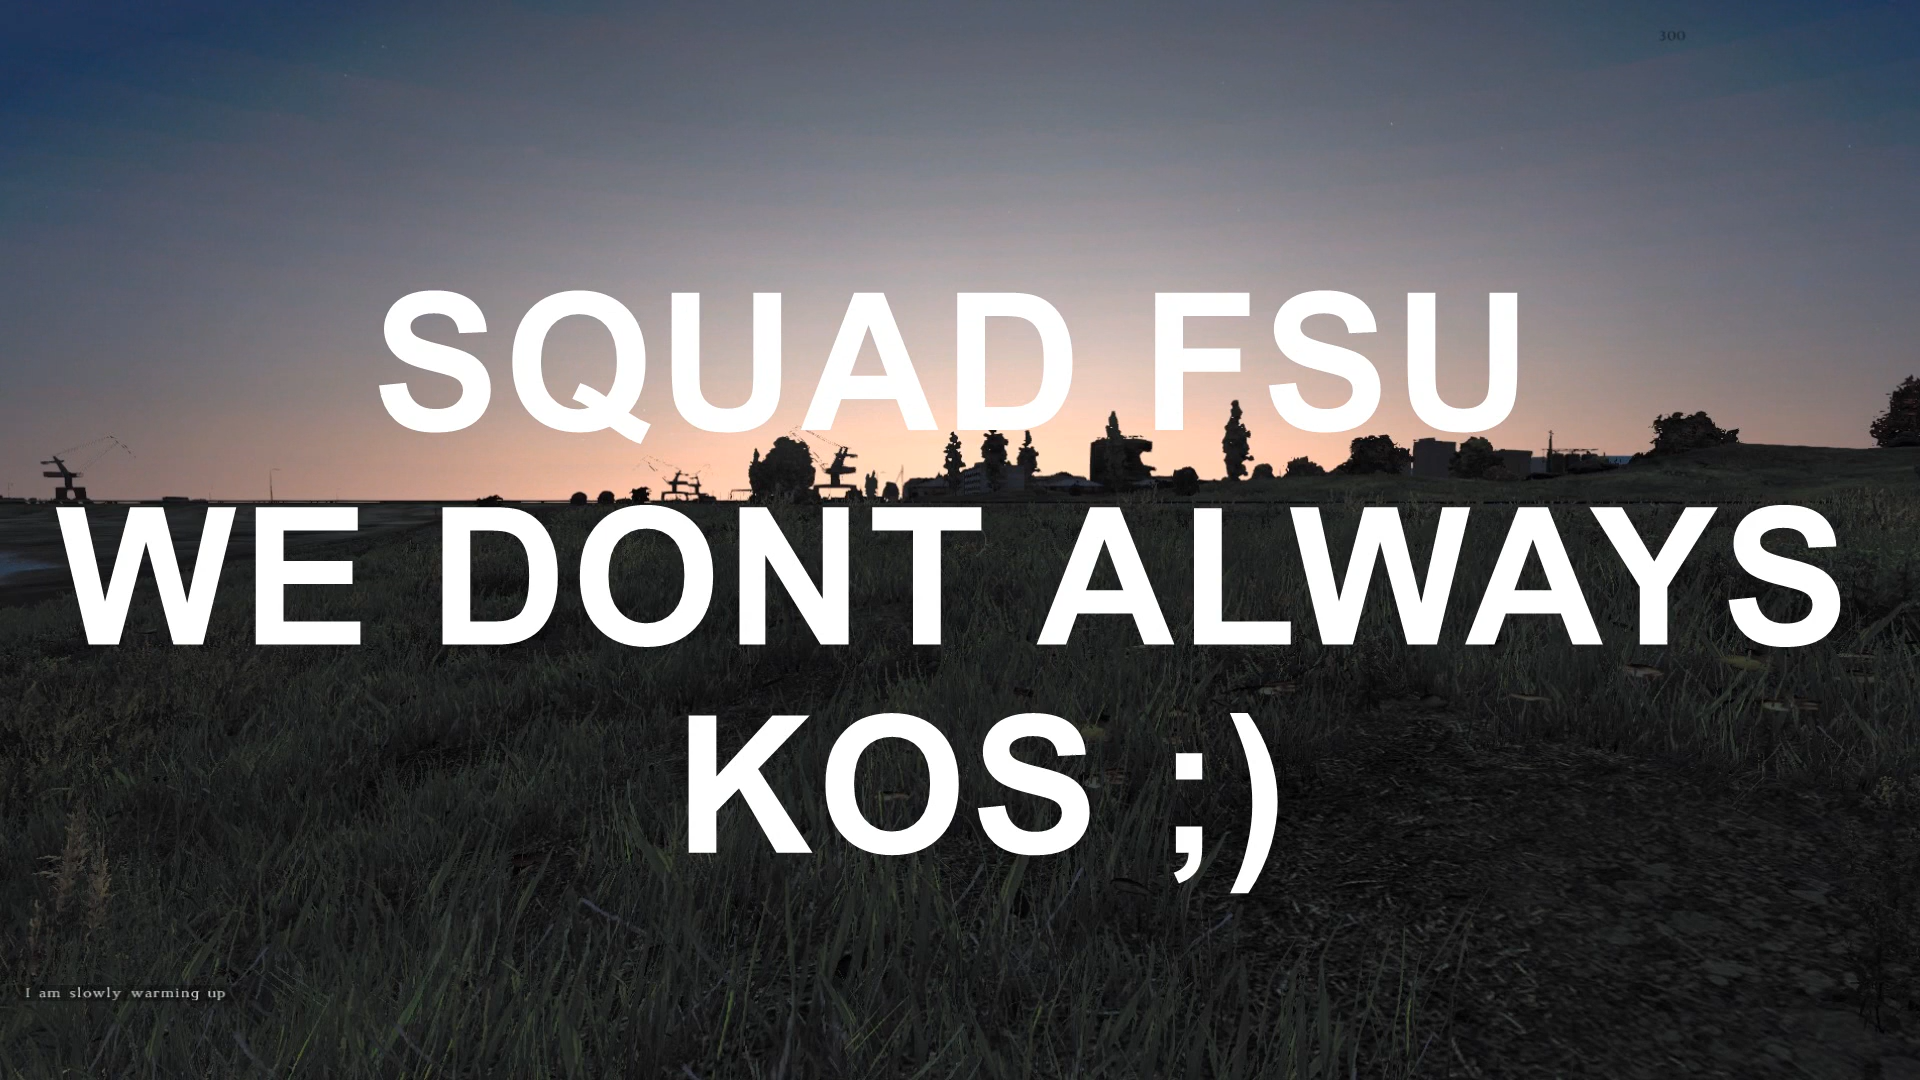 300
SQUAD FSU
WE DONT ALWAYS
KOS ;)
I am slowly warming up